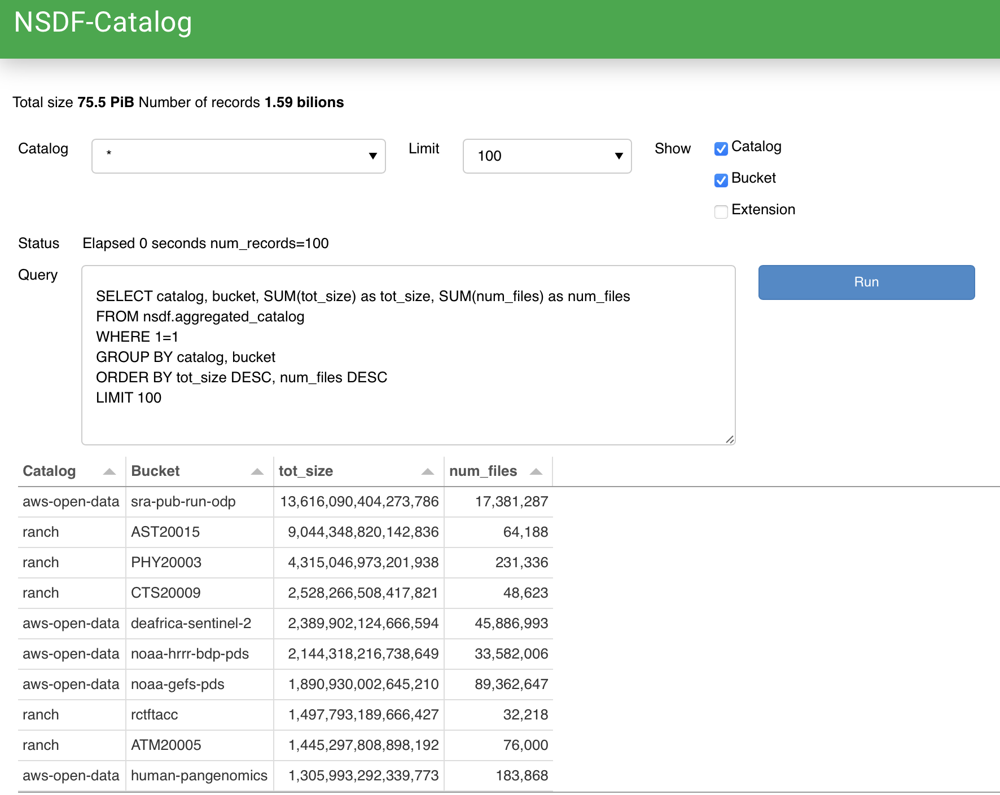 NSDF-Catalog
Total size 75.5 PiB Number of records 1.59 bilions
Catalog * ▼ Limit 100 ▼ Show Catalog
Bucket
Extension
Status Elapsed 0 seconds num_records=100
Query
SELECT catalog, bucket, SUM(tot_size) as tot_size, SUM(num_files) as num_files
FROM nsdf.aggregated_catalog
WHERE 1=1
GROUP BY catalog, bucket
ORDER BY tot_size DESC, num_files DESC
LIMIT 100
Run
Catalog Bucket tot_size num_files
aws-open-data sra-pub-run-odp 13,616,090,404,273,786 17,381,287
ranch AST20015 9,044,348,820,142,836 64,188
ranch PHY20003 4,315,046,973,201,938 231,336
ranch CTS20009 2,528,266,508,417,821 48,623
aws-open-data deafrica-sentinel-2 2,389,902,124,666,594 45,886,993
aws-open-data noaa-hrrr-bdp-pds 2,144,318,216,738,649 33,582,006
aws-open-data noaa-gefs-pds 1,890,930,002,645,210 89,362,647
ranch rctftacc 1,497,793,189,666,427 32,218
ranch ATM20005 1,445,297,808,898,192 76,000
aws-open-data human-pangenomics 1,305,993,292,339,773 183,868